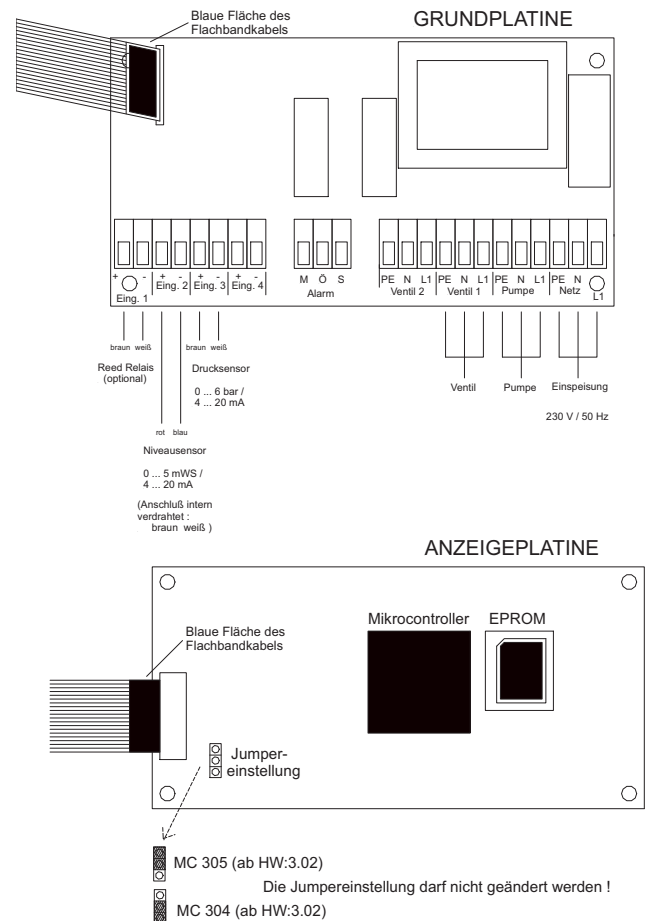 Blaue Fläche des
Flachbandkabels
GRUNDPLATINE
+ - + - + - + -
Eing. 1 Eing. 2 Eing. 3 Eing. 4
M Ö S
Alarm
PE N L1 PE N L1 PE N L1 PE N L1
Ventil 2 Ventil 1 Pumpe Netz
braun weiß braun weiß
Reed Relais
(optional)
Drucksensor
0 ... 6 bar /
4 ... 20 mA
Ventil Pumpe Einspeisung
230 V / 50 Hz
rot blau
Niveausensor
0 ... 5 mWS /
4 ... 20 mA
(Anschluß intern
verdrahtet :
braun weiß )
ANZEIGEPLATINE
Mikrocontroller EPROM
Blaue Fläche des
Flachbandkabels
Jumper-
einstellung
MC 305 (ab HW:3.02)
Die Jumpereinstellung darf nicht geändert werden !
MC 304 (ab HW:3.02)